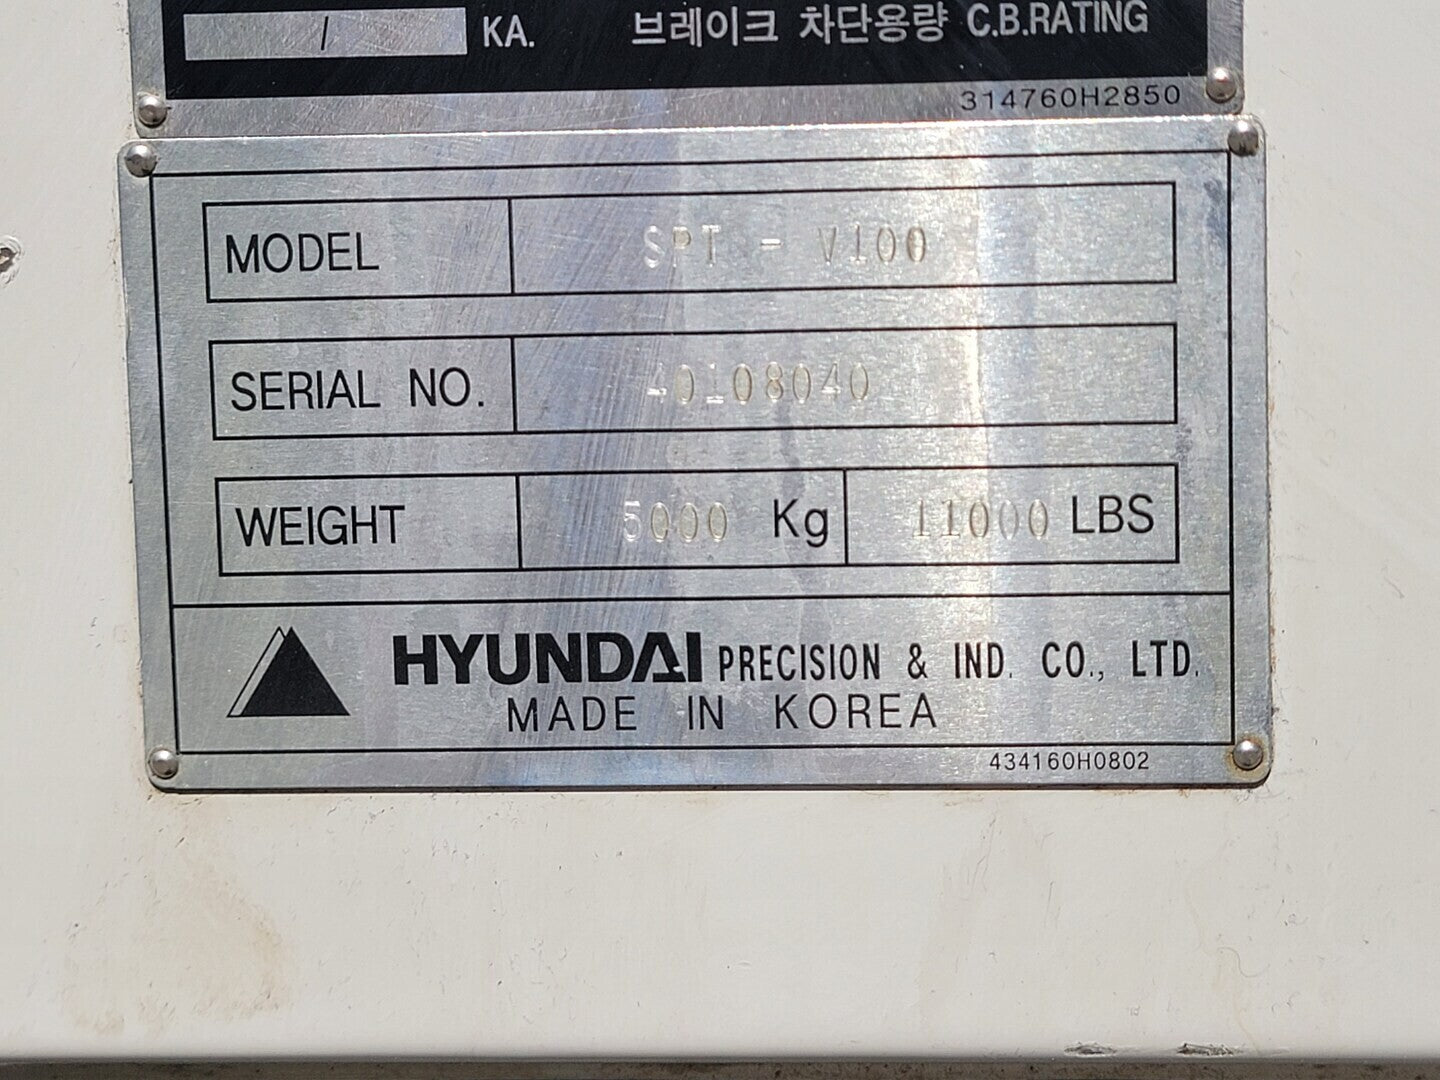 / KA. 브레이크 차단용량 C.B.RATING
314760H2850
MODEL SPT - V100
SERIAL NO. 40108040
WEIGHT 5000 Kg 11000 LBS
HYUNDAI PRECISION & IND. CO., LTD.
MADE IN KOREA
434160H0802